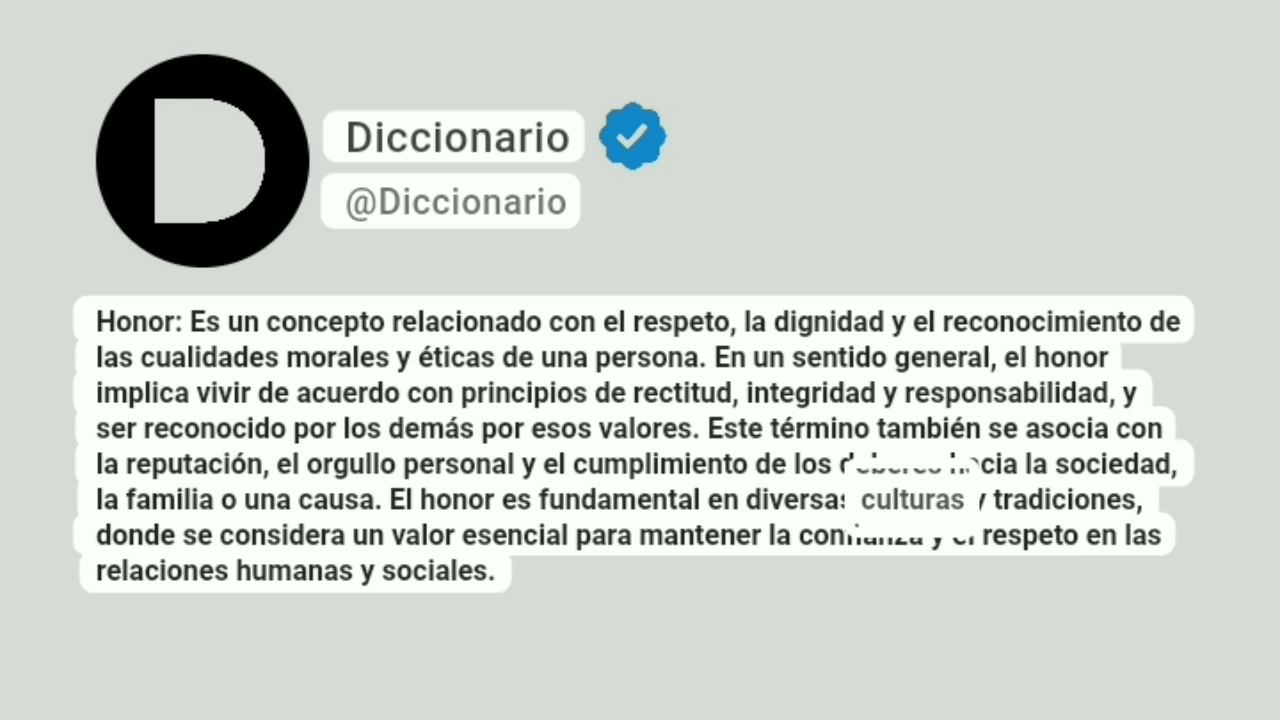 D
Diccionario
@Diccionario
Honor: Es un concepto relacionado con el respeto, la dignidad y el reconocimiento de
las cualidades morales y éticas de una persona. En un sentido general, el honor
implica vivir de acuerdo con principios de rectitud, integridad y responsabilidad, y
ser reconocido por los demás por esos valores. Este término también se asocia con
la reputación, el orgullo personal y el cumplimiento de los deberes hacia la sociedad,
la familia o una causa. El honor es fundamental en diversas culturas y tradiciones,
donde se considera un valor esencial para mantener la confianza y el respeto en las
relaciones humanas y sociales.